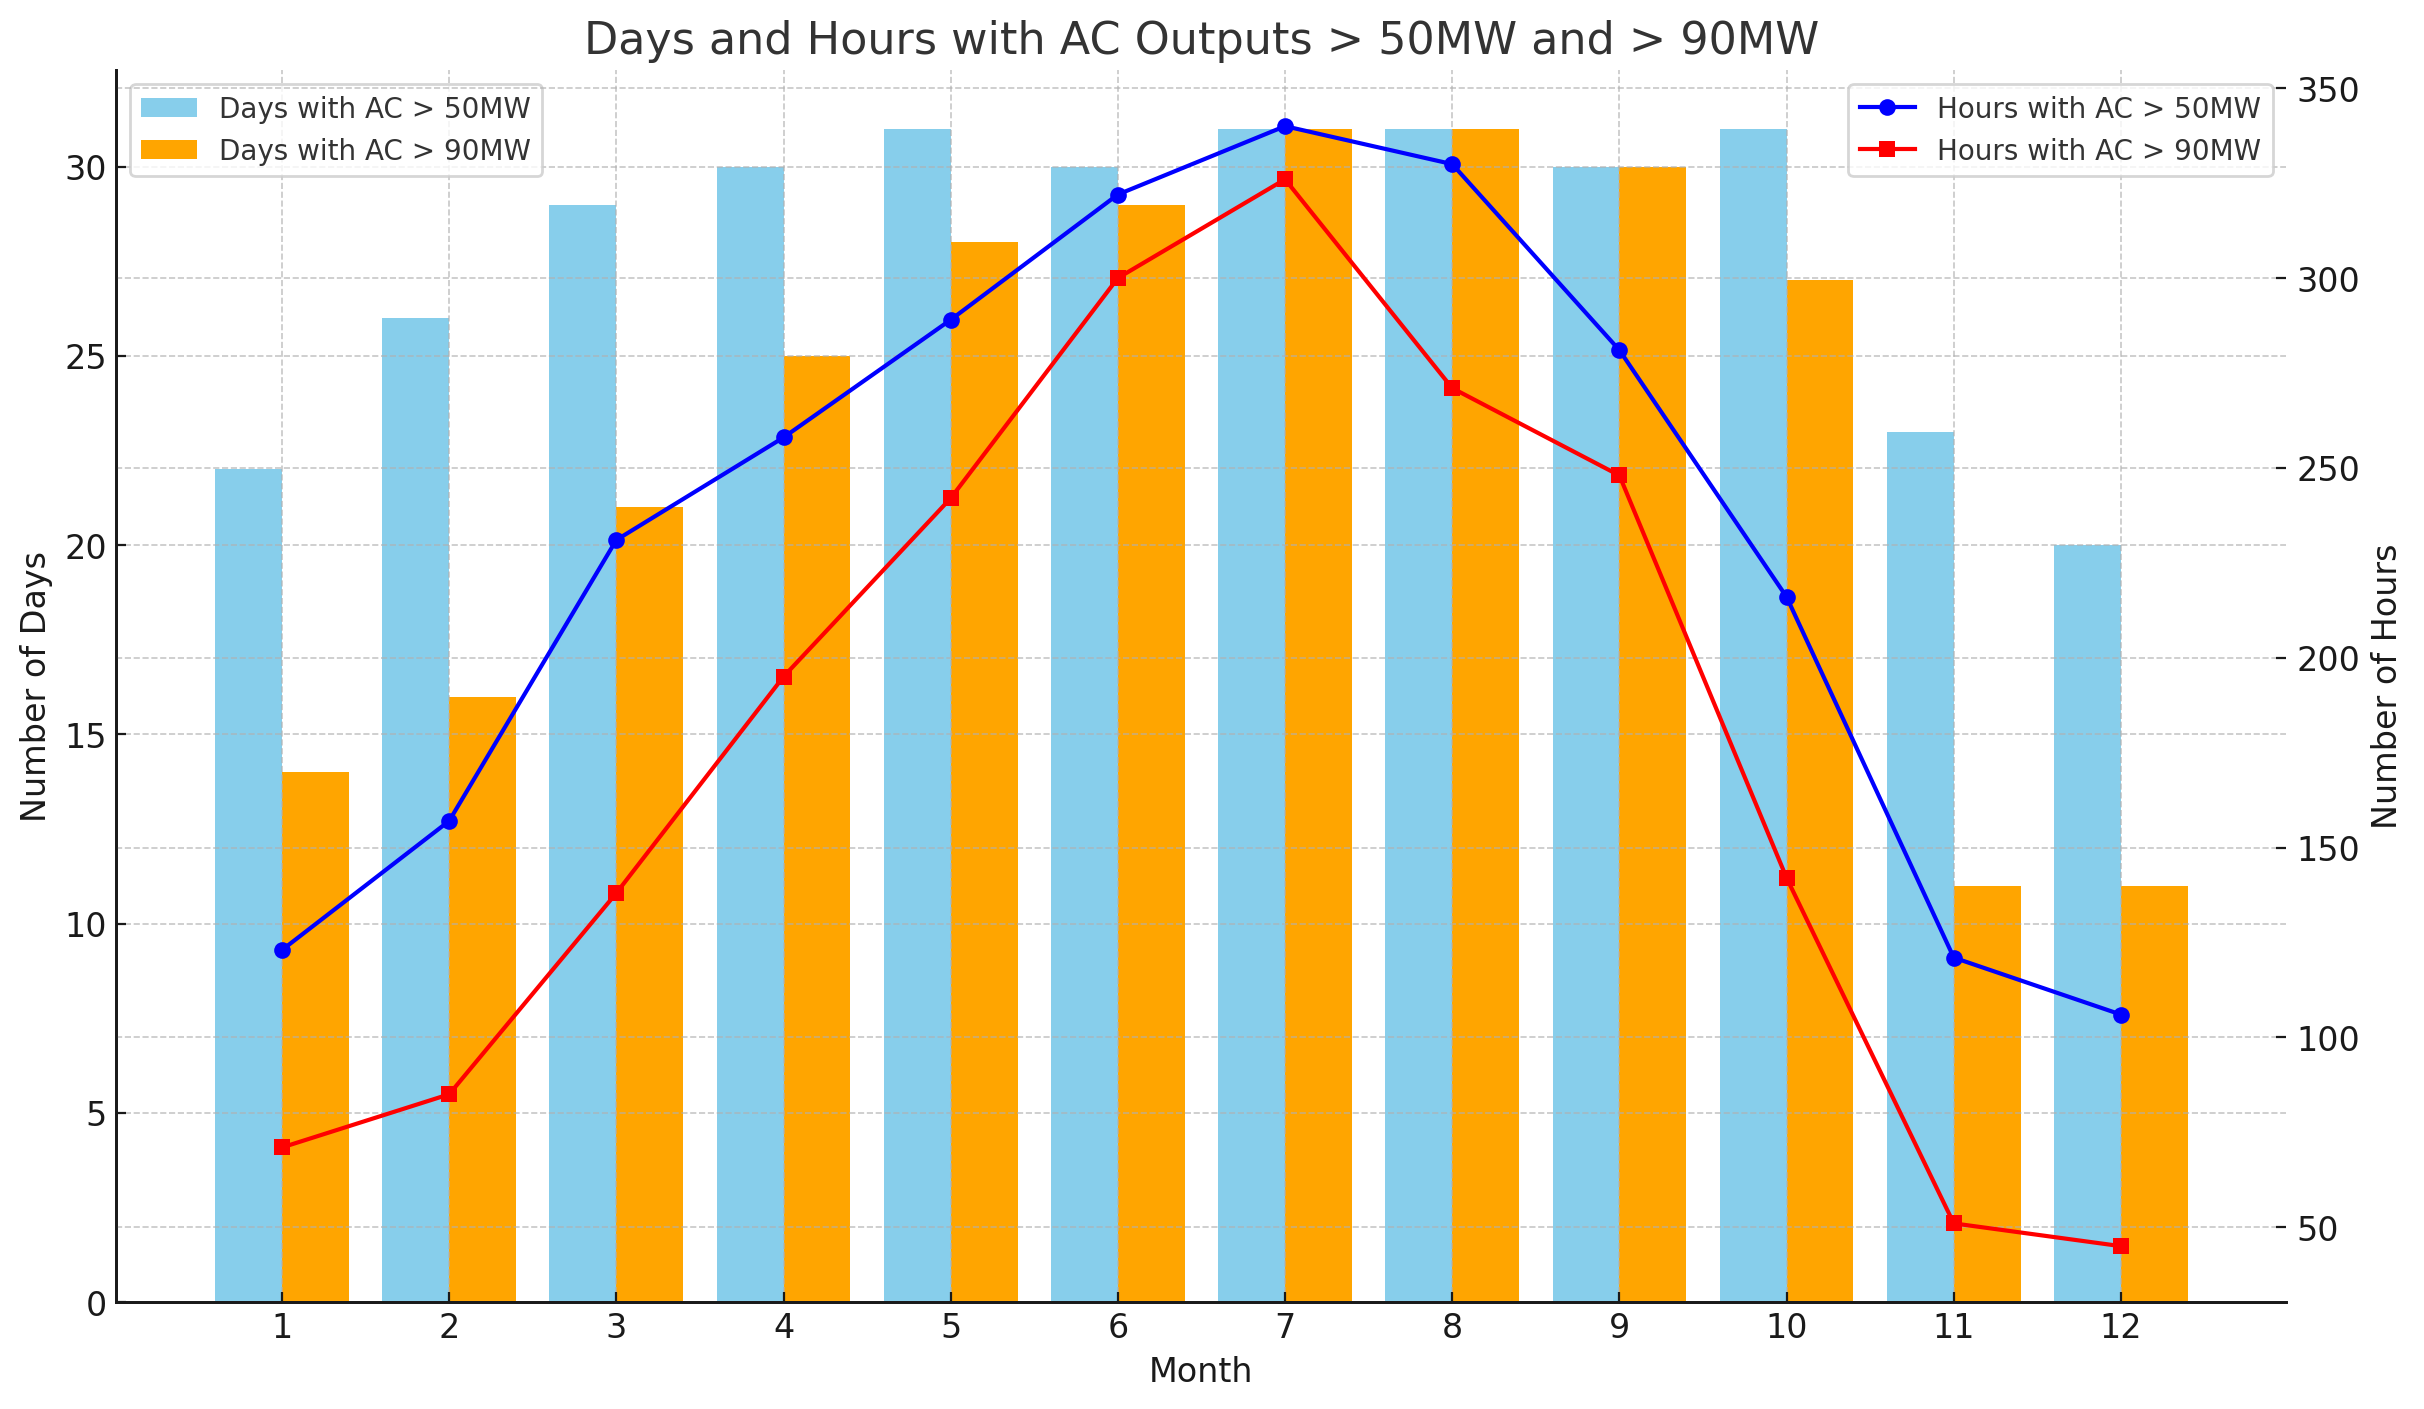 Days and Hours with AC Outputs > 50MW and > 90MW
Days with AC > 50MW
Days with AC > 90MW
Hours with AC > 50MW
Hours with AC > 90MW
Number of Days
30
25
20
15
10
5
0
350
300
250
200
150
100
50
Number of Hours
1 2 3 4 5 6 7 8 9 10 11 12
Month